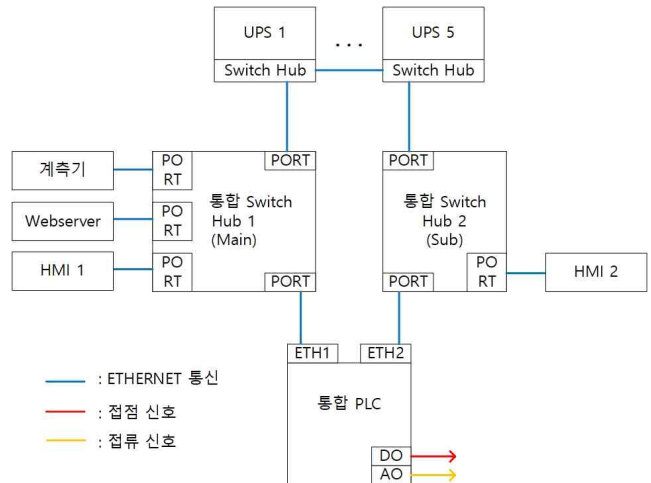 UPS 1
...
UPS 5
Switch Hub
Switch Hub
계측기
PO
RT
PORT
통합 Switch
Hub 1
(Main)
Webserver
PO
RT
HMI 1
PO
RT
PORT
PORT
통합 Switch
Hub 2
(Sub)
PORT
PO
RT
HMI 2
ETH1
ETH2
통합 PLC
DO
AO
: ETHERNET 통신
: 접점 신호
: 접류 신호